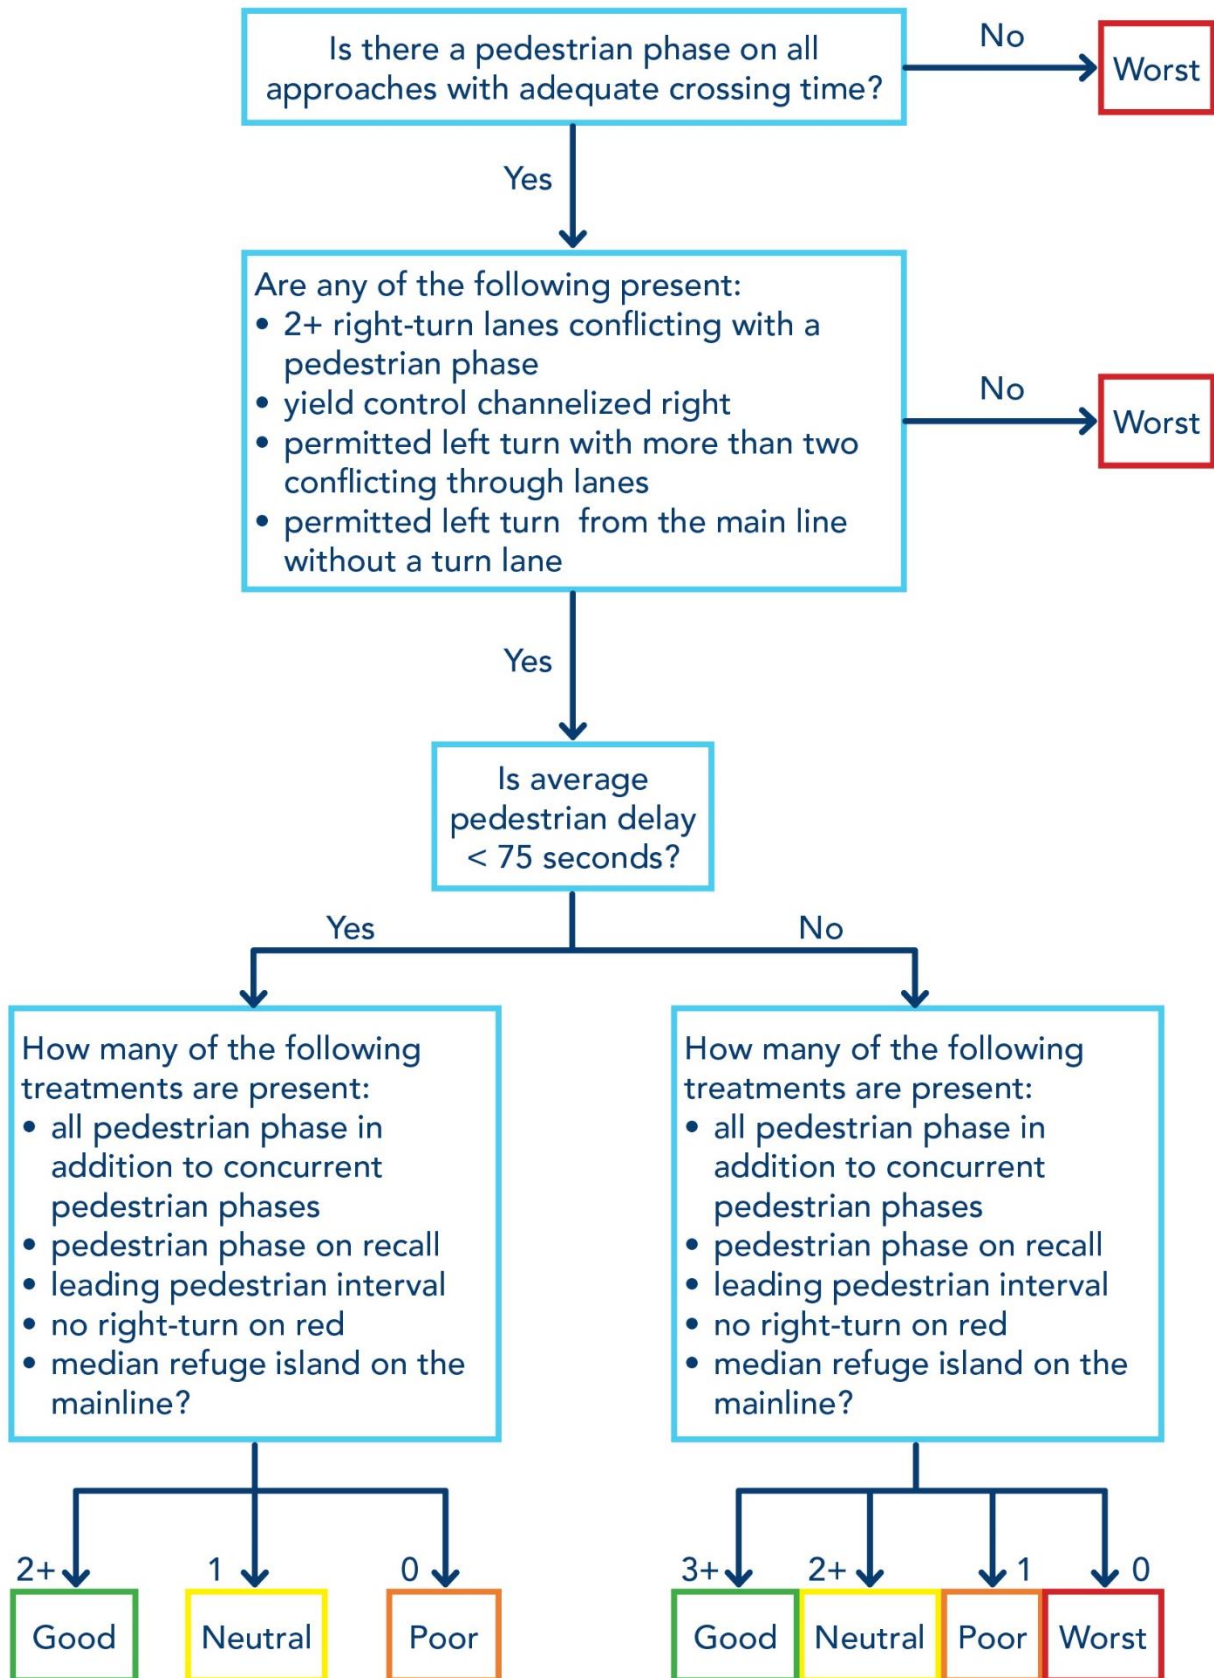 Is there a pedestrian phase on all
approaches with adequate crossing time?
No
Worst
Yes
Are any of the following present:
• 2+ right-turn lanes conflicting with a
pedestrian phase
• yield control channelized right
• permitted left turn with more than two
conflicting through lanes
• permitted left turn from the main line
without a turn lane
No
Worst
Yes
Is average
pedestrian delay
< 75 seconds?
Yes
No
How many of the following
treatments are present:
• all pedestrian phase in
addition to concurrent
pedestrian phases
• pedestrian phase on recall
• leading pedestrian interval
• no right-turn on red
• median refuge island on the
mainline?
How many of the following
treatments are present:
• all pedestrian phase in
addition to concurrent
pedestrian phases
• pedestrian phase on recall
• leading pedestrian interval
• no right-turn on red
• median refuge island on the
mainline?
2+
1
0
Good
Neutral
Poor
3+
2+
1
0
Good
Neutral
Poor
Worst